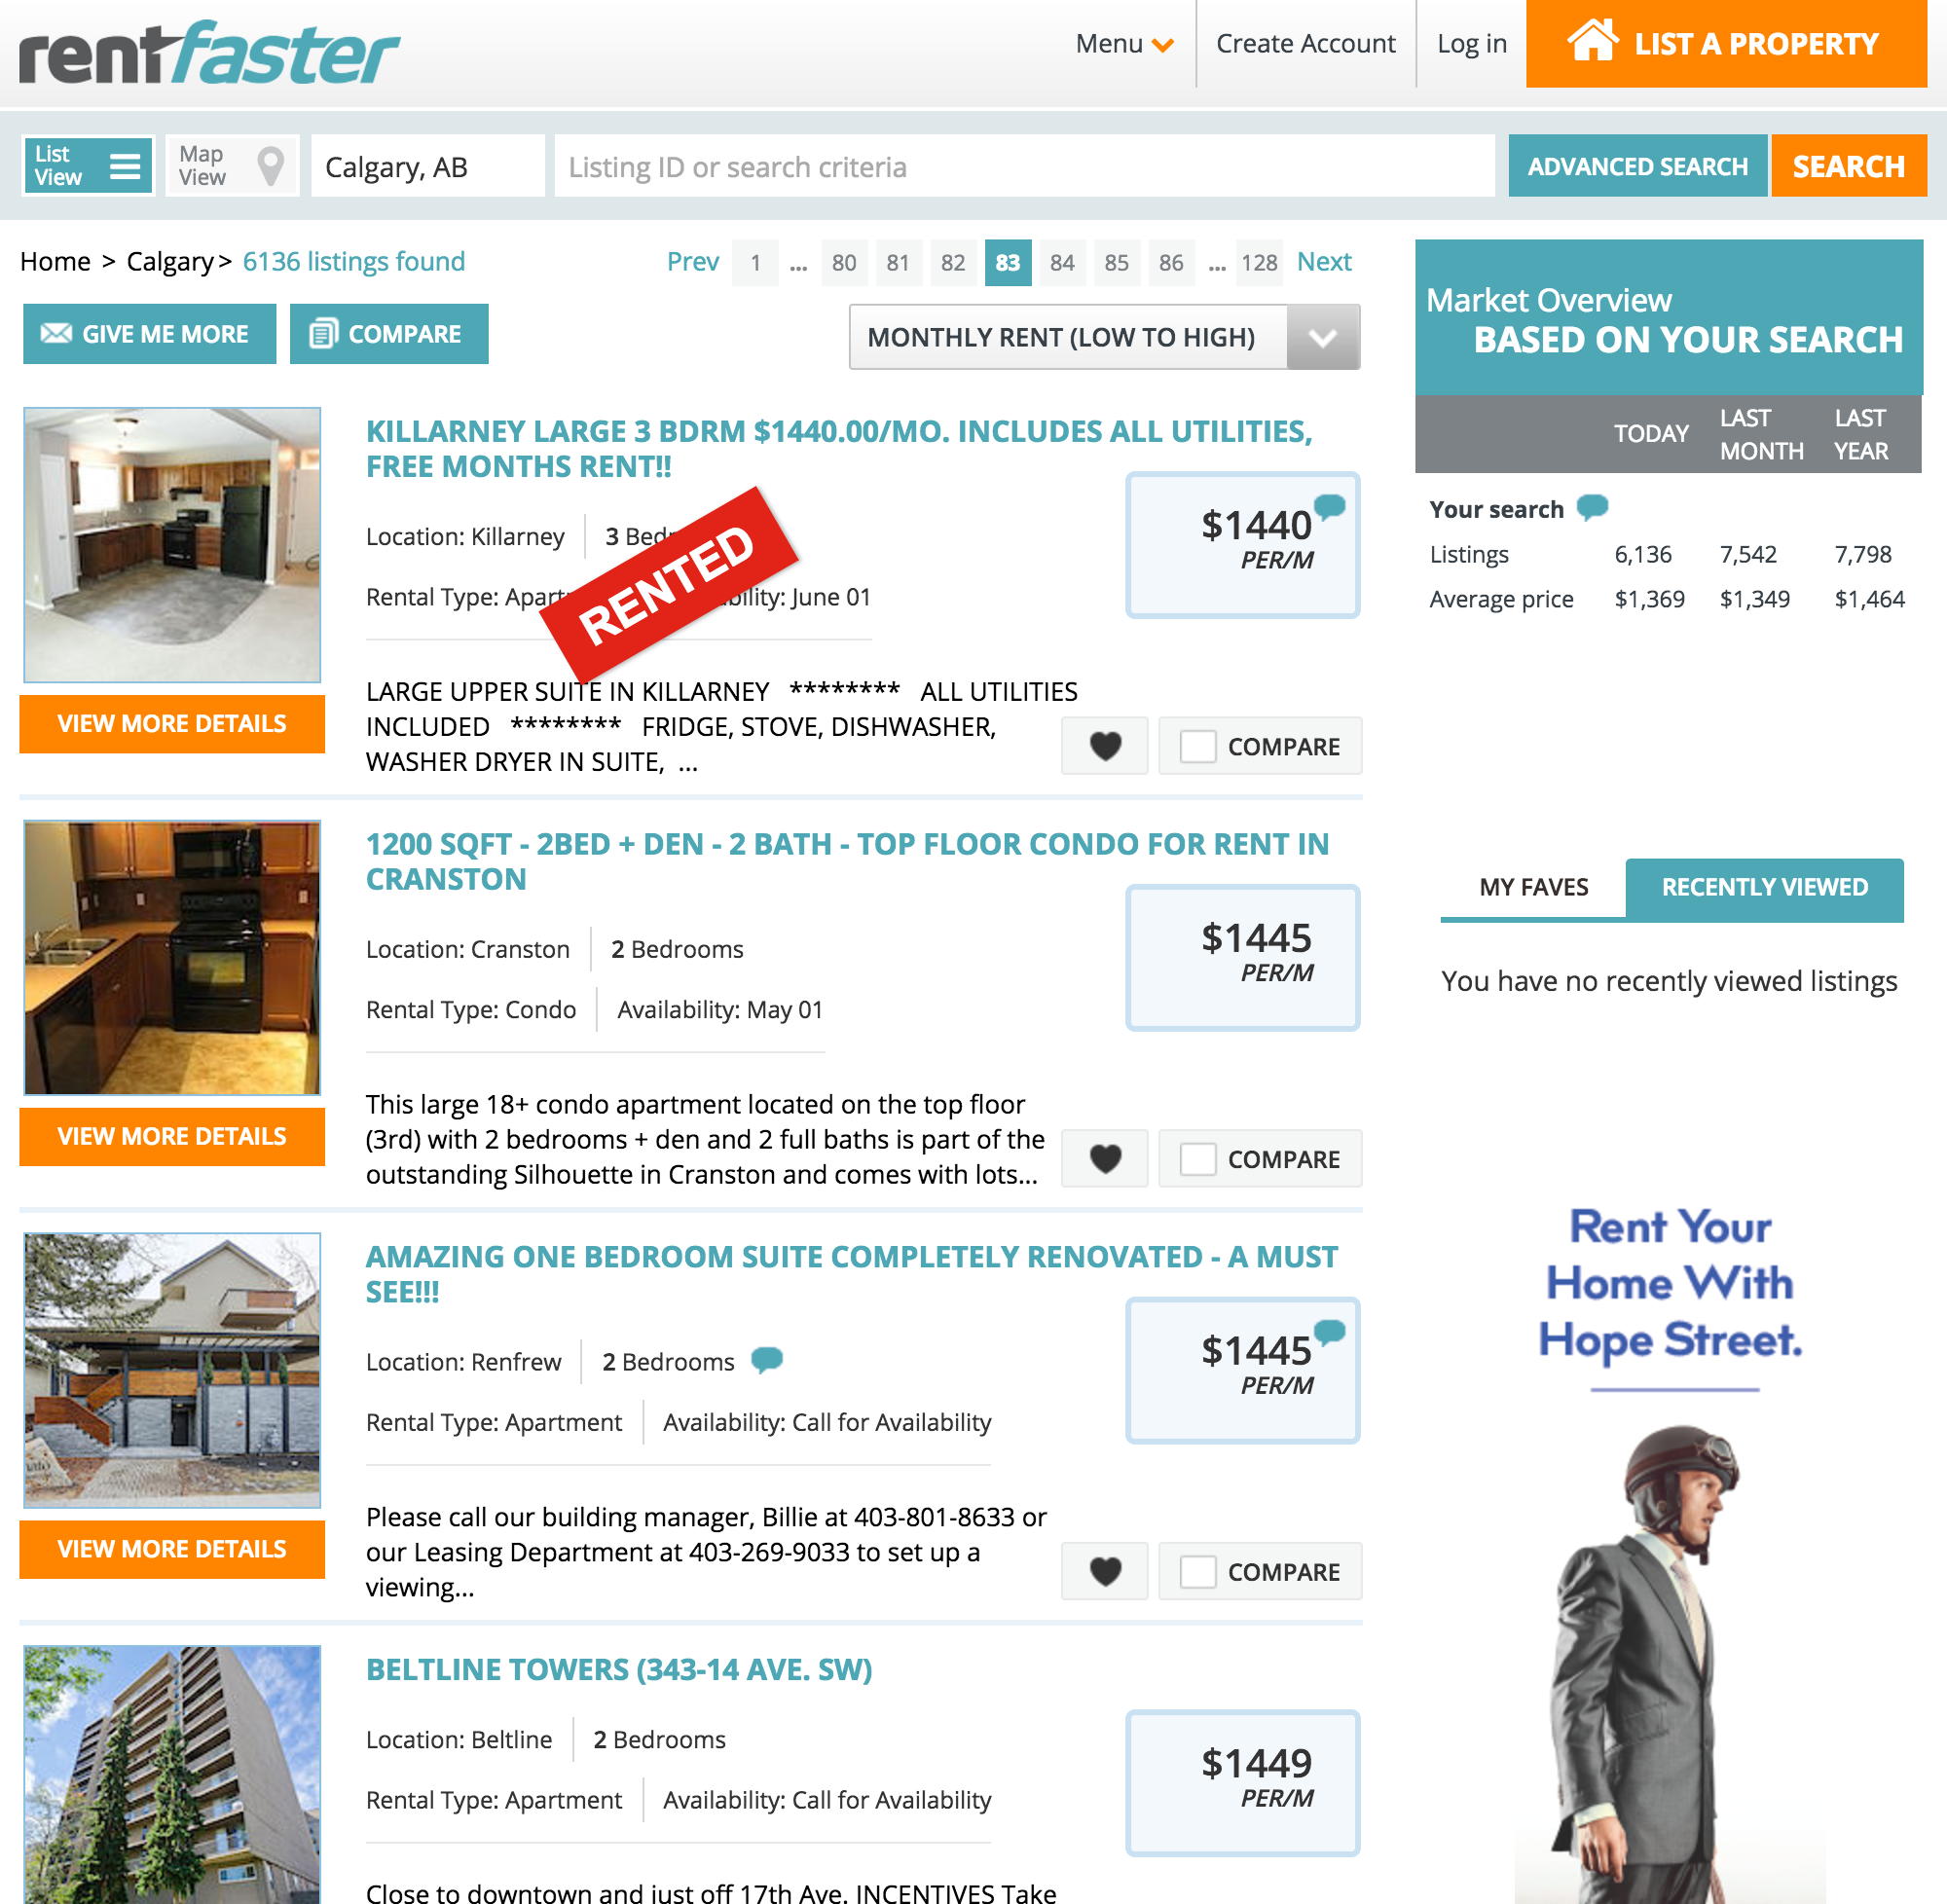 rentfaster
Menu
Create Account
Log in
LIST A PROPERTY
List
View
Map
View
Calgary, AB
Listing ID or search criteria
ADVANCED SEARCH
SEARCH
Home > Calgary > 6136 listings found
Prev 1 ... 80 81 82 83 84 85 86 ... 128 Next
GIVE ME MORE
COMPARE
MONTHLY RENT (LOW TO HIGH)
KILLARNEY LARGE 3 BDRM $1440.00/MO. INCLUDES ALL UTILITIES,
FREE MONTHS RENT!!
Location: Killarney 3
Rental Type: June 01
RENTED
$1440
PER/M
LARGE UPPER SUITE IN KILLARNEY ******** ALL UTILITIES
INCLUDED ******** FRIDGE, STOVE, DISHWASHER,
WASHER DRYER IN SUITE, ...
VIEW MORE DETAILS
COMPARE
1200 SQFT - 2BED + DEN - 2 BATH - TOP FLOOR CONDO FOR RENT IN
CRANSTON
Location: Cranston 2 Bedrooms
Rental Type: Condo Availability: May 01
$1445
PER/M
This large 18+ condo apartment located on the top floor
(3rd) with 2 bedrooms + den and 2 full baths is part of the
outstanding Silhouette in Cranston and comes with lots...
VIEW MORE DETAILS
COMPARE
AMAZING ONE BEDROOM SUITE COMPLETELY RENOVATED - A MUST
SEE!!!
Location: Renfrew 2 Bedrooms
Rental Type: Apartment Availability: Call for Availability
$1445
PER/M
Please call our building manager, Billie at 403-801-8633 or
our Leasing Department at 403-269-9033 to set up a
viewing...
VIEW MORE DETAILS
COMPARE
BELTLINE TOWERS (343-14 AVE. SW)
Location: Beltline 2 Bedrooms
Rental Type: Apartment Availability: Call for Availability
$1449
PER/M
Close to downtown and just off 17th Ave. INCENTIVES Take
Market Overview
BASED ON YOUR SEARCH
TODAY LAST MONTH LAST YEAR
Your search
Listings 6,136 7,542 7,798
Average price $1,369 $1,349 $1,464
MY FAVES
RECENTLY VIEWED
You have no recently viewed listings
Rent Your
Home With
Hope Street.